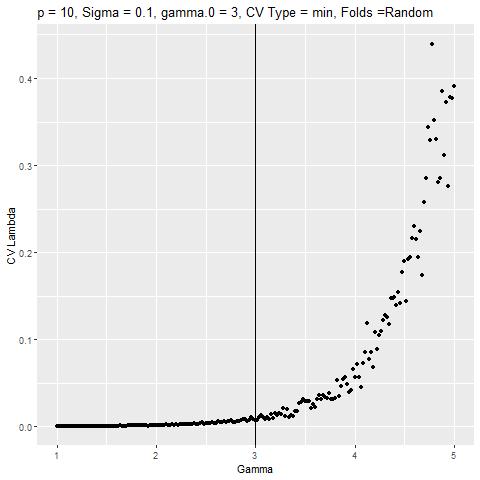 p = 10, Sigma = 0.1, gamma.0 = 3, CV Type = min, Folds =Random
0.4
0.3
0.2
0.1
0.0
CV Lambda
1 2 3 4 5
Gamma